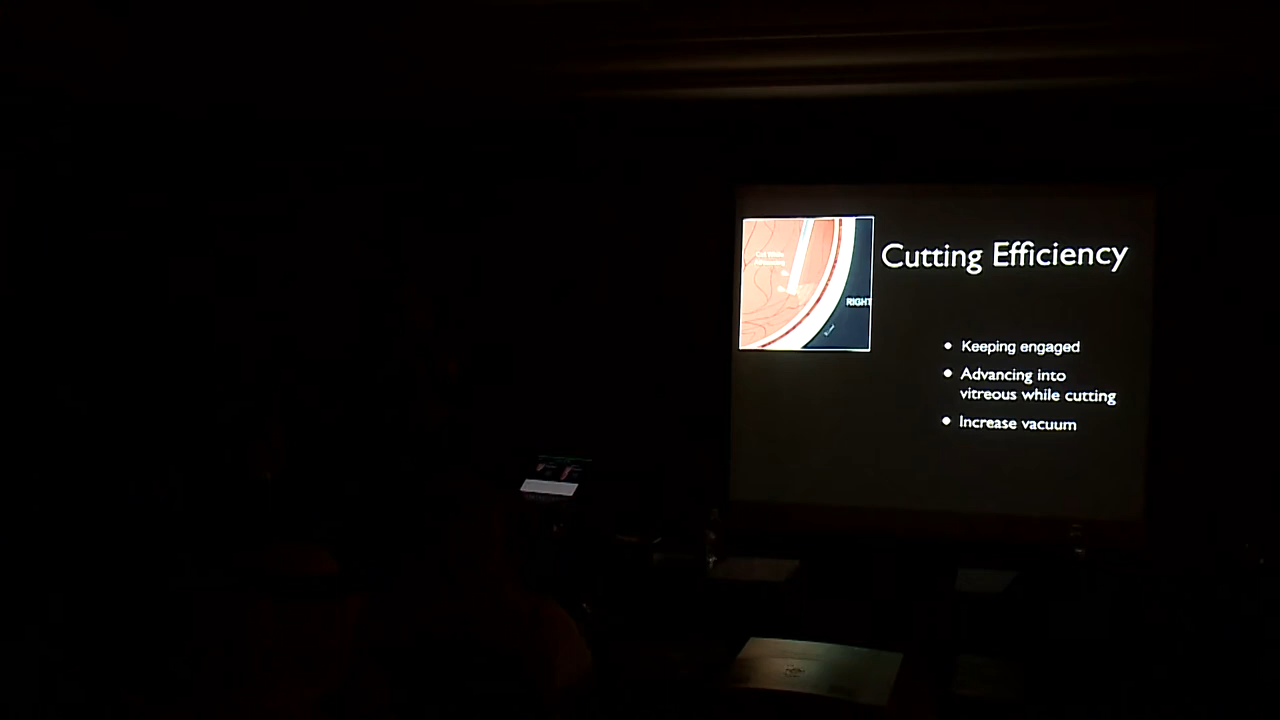 Cutting Efficiency
RIGHT
Keeping engaged
Advancing into
vitreous while cutting
Increase vacuum